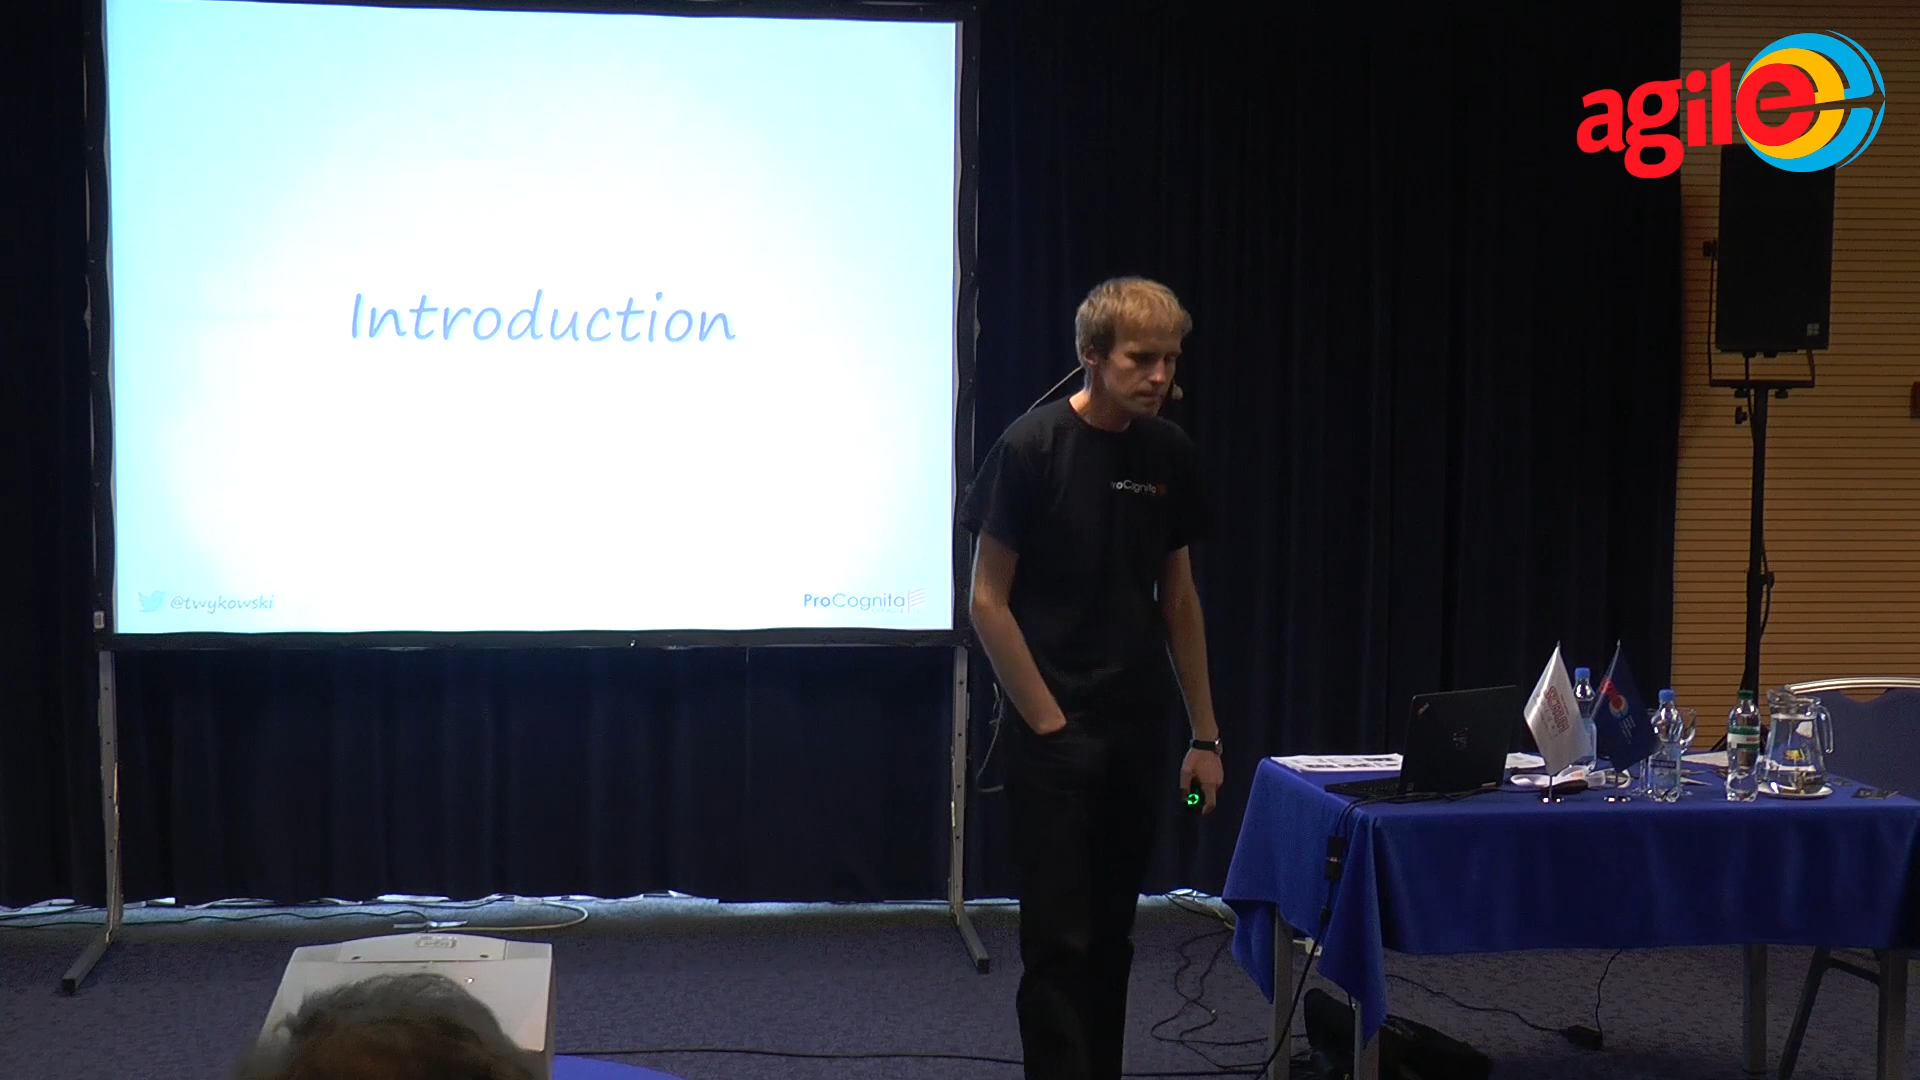 agile
Introduction
@twykowski
ProCognita
roCognita